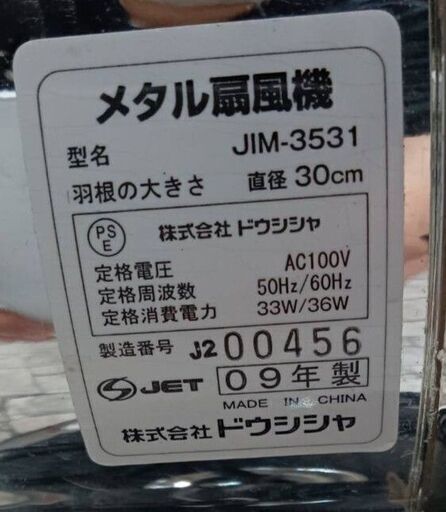 メタル扇風機
型名 JIM-3531
羽根の大きさ 直径 30cm
PS
E
株式会社 ドウシシャ
定格電圧 AC100V
定格周波数 50Hz/60Hz
定格消費電力 33W/36W
製造番号 J200456
JET 09年製
MADE IN CHINA
株式会社 ドウシシャ